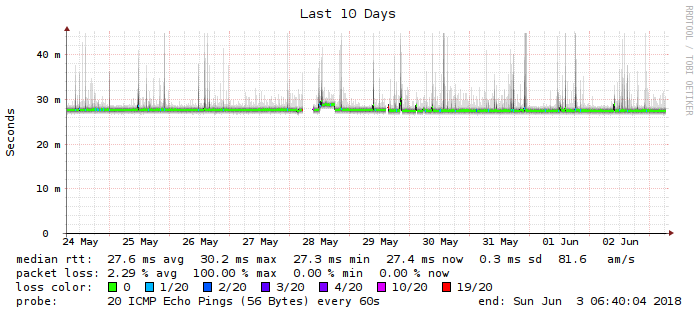 Last 10 Days
RRDTOOL / TOBI OETIKER
Seconds
40 m
30 m
20 m
10 m
0
24 May 25 May 26 May 27 May 28 May 29 May 30 May 31 May 01 Jun 02 Jun
median rtt: 27.6 ms avg 30.2 ms max 27.3 ms min 27.4 ms now 0.3 ms sd 81.6 am/s
packet loss: 2.29 % avg 100.00 % max 0.00 % min 0.00 % now
loss color: 0 1/20 2/20 3/20 4/20 10/20 19/20
probe: 20 ICMP Echo Pings (56 Bytes) every 60s end: Sun Jun 3 06:40:04 2018